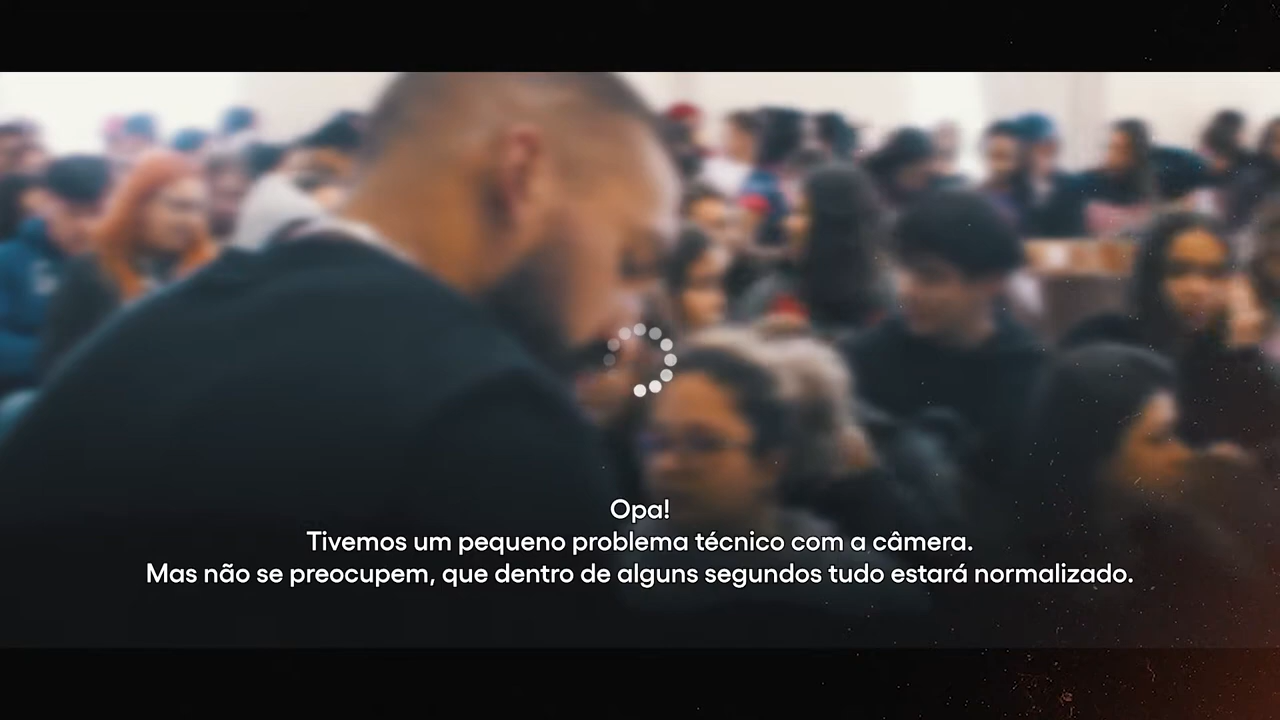 Opa!
Tivemos um pequeno problema técnico com a câmera.
Mas não se preocupem, que dentro de alguns segundos tudo estará normalizado.